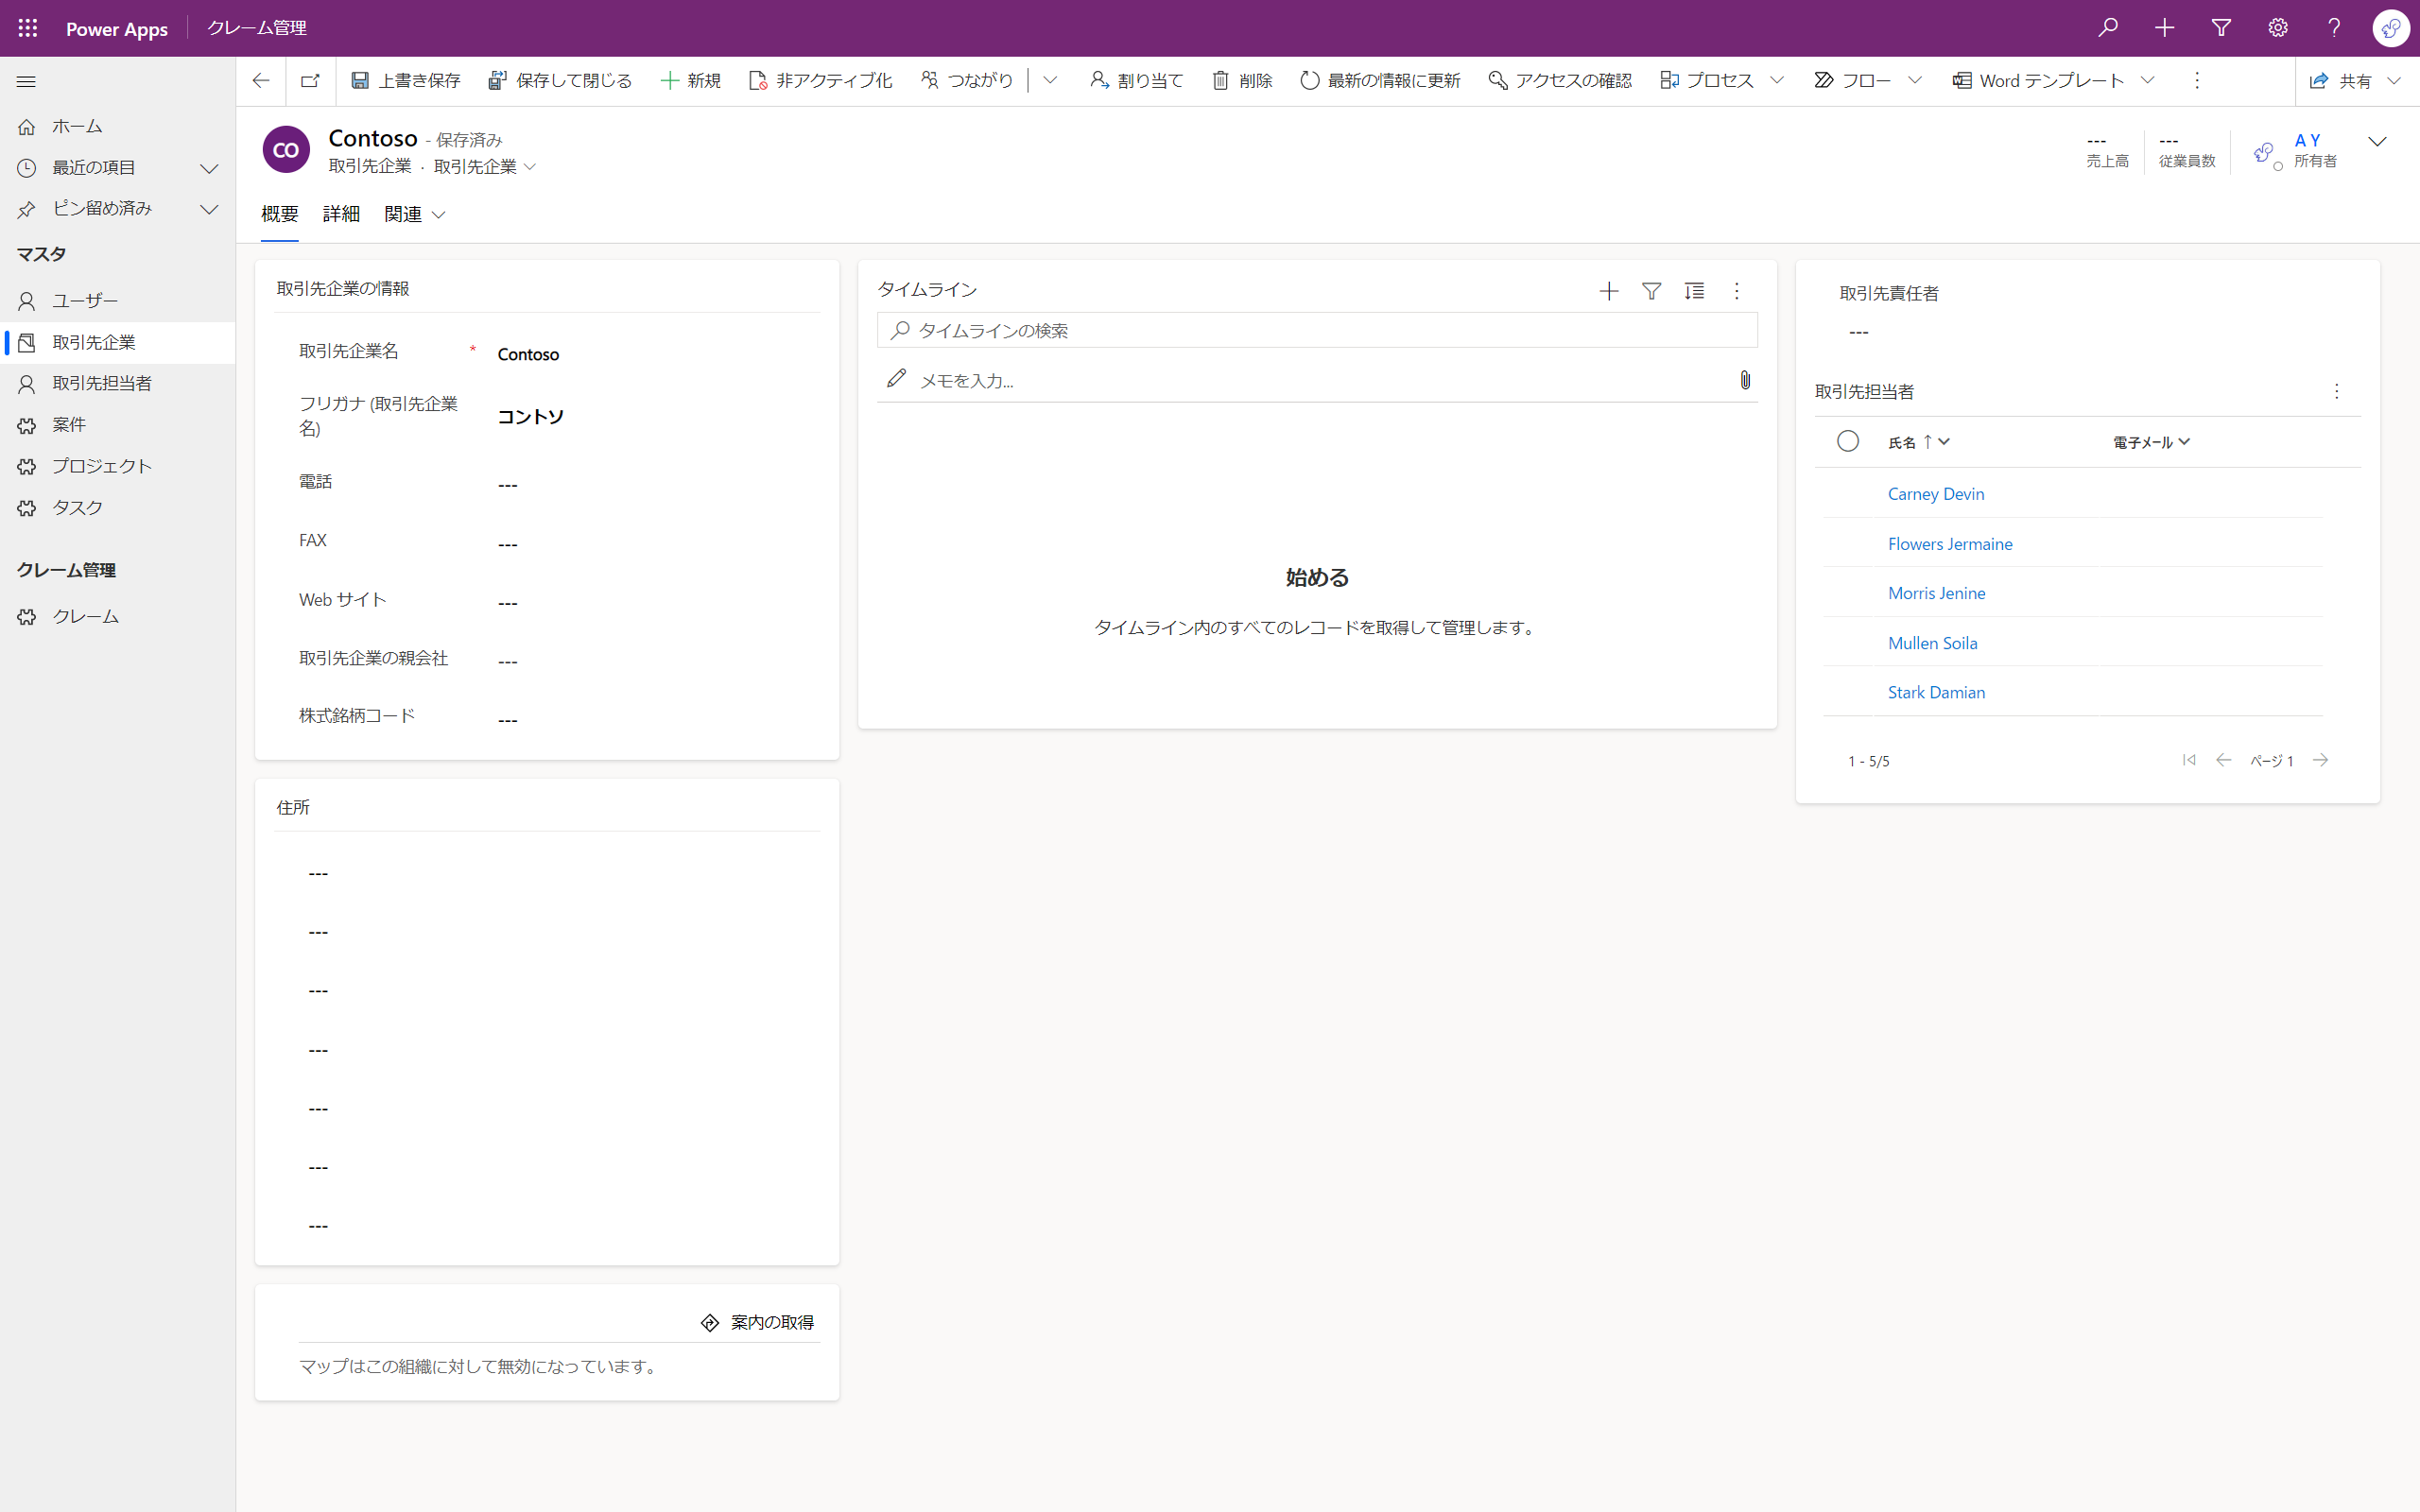 Power Apps
クレーム管理
上書き保存
保存して閉じる
新規
非アクティブ化
つながり
割り当て
削除
最新の情報に更新
アクセスの確認
プロセス
フロー
Word テンプレート
共有
ホーム
最近の項目
ピン留め済み
マスタ
ユーザー
取引先企業
取引先担当者
案件
プロジェクト
タスク
クレーム管理
クレーム
CO
Contoso - 保存済み
取引先企業 · 取引先企業
---
売上高
---
従業員数
A Y
所有者
概要
詳細
関連
取引先企業の情報
取引先企業名 * Contoso
フリガナ (取引先企業
名)
コントソ
電話 ---
FAX ---
Web サイト ---
取引先企業の親会社 ---
株式銘柄コード ---
住所
---
---
---
---
---
---
---
案内の取得
マップはこの組織に対して無効になっています。
タイムライン
タイムラインの検索
メモを入力...
始める
タイムライン内のすべてのレコードを取得して管理します。
取引先責任者
---
取引先担当者
氏名 ↑ 電子メール
Carney Devin
Flowers Jermaine
Morris Jenine
Mullen Soila
Stark Damian
1 - 5/5
ページ 1